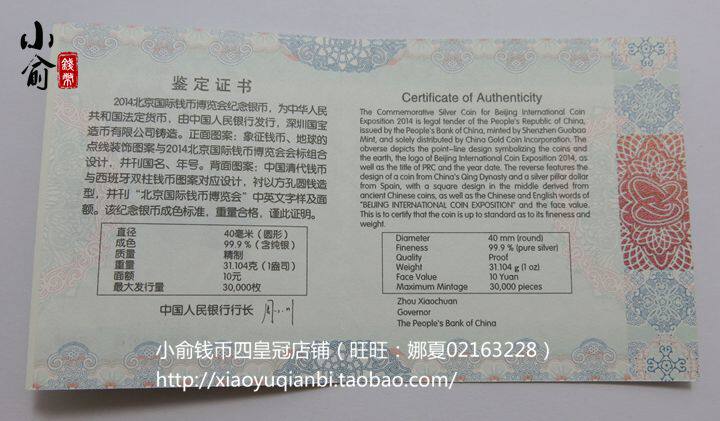 小
俞
錢
幣
鉴定证书
2014北京国际钱币博览会纪念银币，为中华人民
共和国法定货币，由中国人民银行发行，深圳国宝
造币有限公司铸造。正面图案：象征钱币、地球的
点线装饰图案与2014北京国际钱币博览会会标组合
设计，并刊国名、年号。背面图案：中国清代钱币
与西班牙双柱钱币图案对应设计，衬以方孔圆钱造
型，并刊“北京国际钱币博览会”中英文字样及面
额。该纪念银币成色标准，重量合格，谨此证明。
直径 40毫米（圆形）
成色 99.9％（含纯银）
质量 精制
重量 31.104克（1盎司）
面额 10元
最大发行量 30,000枚
中国人民银行行长
Certificate of Authenticity
The Commemorative Silver Coin for Beijing International Coin
Exposition 2014 is legal tender of the People's Republic of China,
issued by the People's Bank of China, minted by Shenzhen Guobao
Mint, and solely distributed by China Gold Coin Incorporation. The
obverse depicts the point-line design symbolizing the coins and
the earth, the logo of Beijing International Coin Exposition 2014, as
well as the title of PRC and the year date. The reverse features the
design of a coin from China's Qing Dynasty and a silver pillar dollar
from Spain, with a square design in the middle derived from
ancient Chinese coins, as well as the Chinese and English words of
"BEIJING INTERNATIONAL COIN EXPOSITION" and the face value.
This is to certify that the coin is up to standard as to its fineness and
weight.
Diameter 40 mm (round)
Fineness 99.9 % (pure silver)
Quality Proof
Weight 31.104 g (1 oz)
Face Value 10 Yuan
Maximum Mintage 30,000 pieces
Zhou Xiaochuan
Governor
The People's Bank of China
小俞钱币四皇冠店铺（旺旺：娜夏02163228）
http://xiaoyuqianbi.taobao.com/